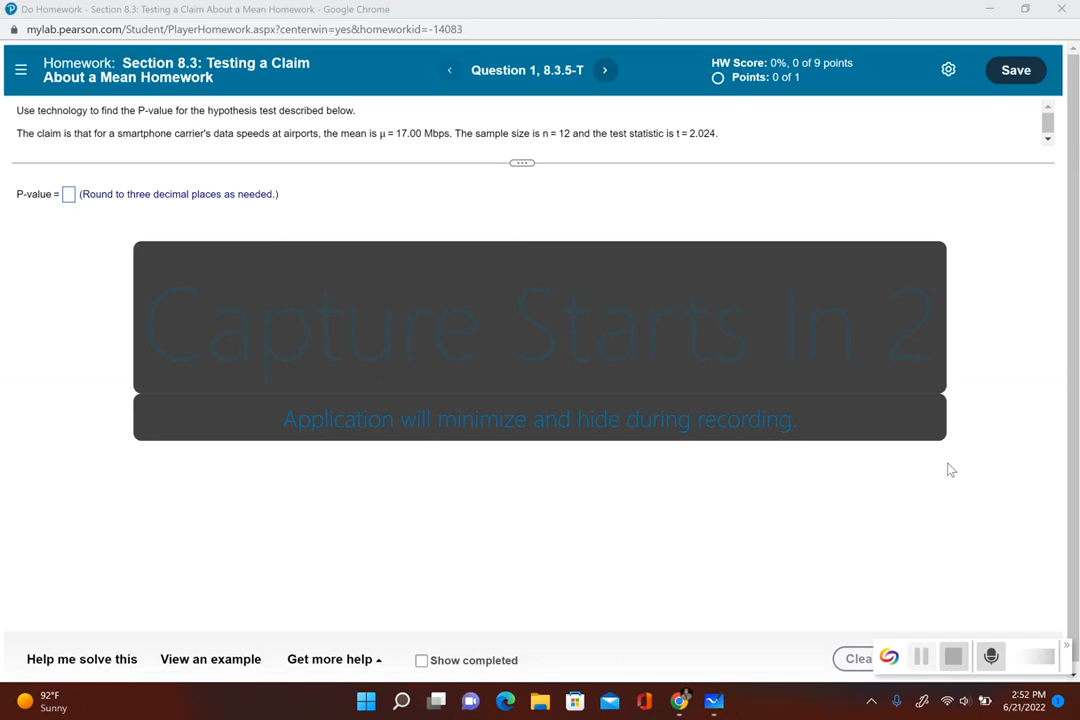 Do Homework - Section 8.3: Testing a Claim About a Mean Homework - Google Chrome
mylab.pearson.com/Student/PlayerHomework.aspx?centerwin=yes&homeworkid=-14083
Homework: Section 8.3: Testing a Claim About a Mean Homework
Question 1, 8.3.5-T
HW Score: 0%, 0 of 9 points
Points: 0 of 1
Save
Use technology to find the P-value for the hypothesis test described below.
The claim is that for a smartphone carrier's data speeds at airports, the mean is μ = 17.00 Mbps. The sample size is n = 12 and the test statistic is t = 2.024.
P-value = (Round to three decimal places as needed.)
Capture Starts In 2
Application will minimize and hide during recording.
Help me solve this
View an example
Get more help
Show completed
Clea
92°F
Sunny
2:52 PM
6/21/2022
1